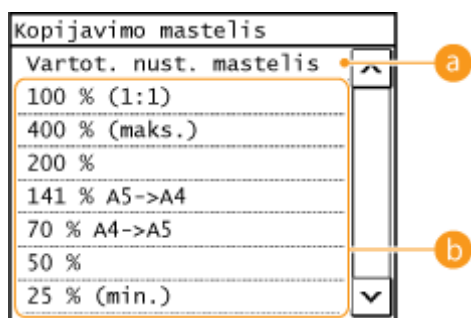 Kopijavimo mastelis
Vartot. nust. mastelis
a
100 % (1:1)
400 % (maks.)
200 %
141 % A5->A4
70 % A4->A5
b
50 %
25 % (min.)